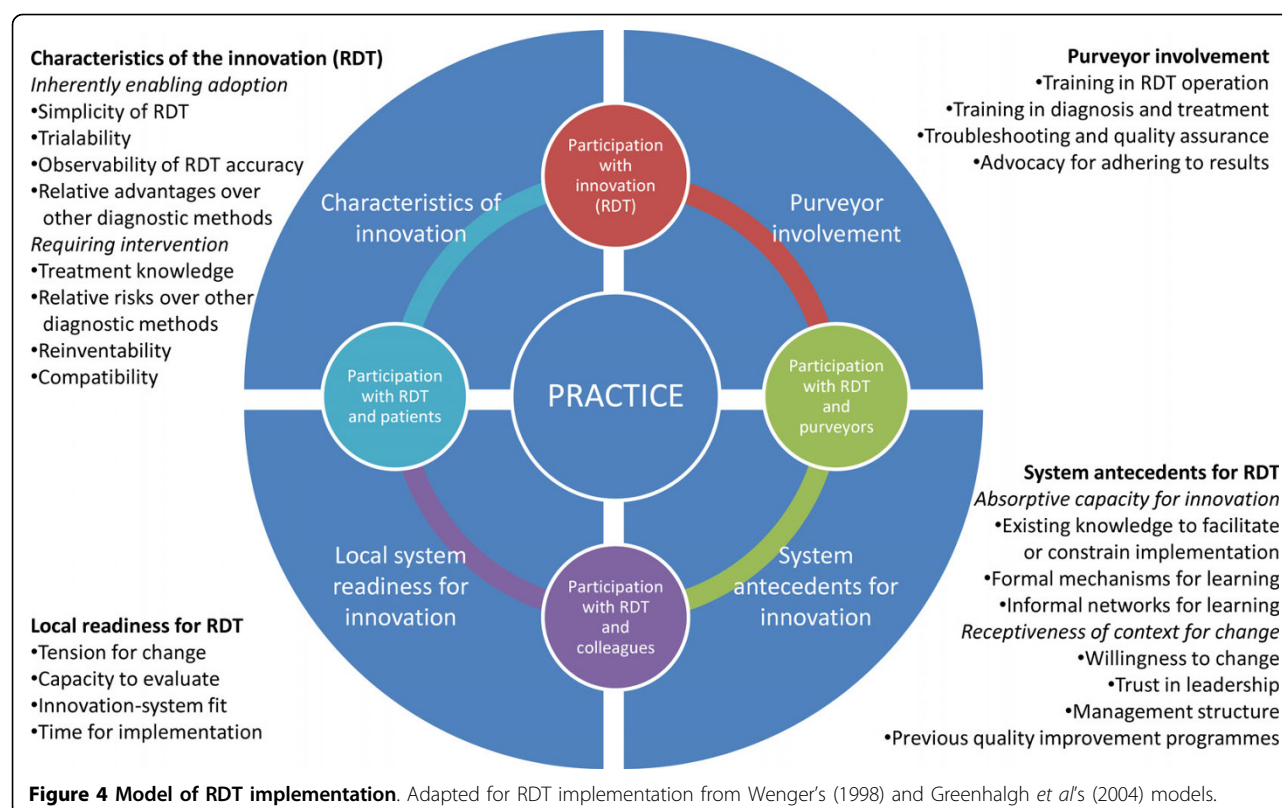 Characteristics of the innovation (RDT)
Inherently enabling adoption
•Simplicity of RDT
•Trialability
•Observability of RDT accuracy
•Relative advantages over
other diagnostic methods
Requiring intervention
•Treatment knowledge
•Relative risks over other
diagnostic methods
•Reinventability
•Compatibility
Purveyor involvement
•Training in RDT operation
•Training in diagnosis and treatment
•Troubleshooting and quality assurance
•Advocacy for adhering to results
Participation
with
innovation
(RDT)
Characteristics of
innovation
Purveyor
involvement
Participation
with RDT
and patients
PRACTICE
Participation
with RDT
and
purveyors
Local system
readiness for
innovation
System
antecedents for
innovation
Participation
with RDT
and
colleagues
Local readiness for RDT
•Tension for change
•Capacity to evaluate
•Innovation-system fit
•Time for implementation
System antecedents for RDT
Absorptive capacity for innovation
•Existing knowledge to facilitate
or constrain implementation
•Formal mechanisms for learning
•Informal networks for learning
Receptiveness of context for change
•Willingness to change
•Trust in leadership
•Management structure
•Previous quality improvement programmes
Figure 4 Model of RDT implementation. Adapted for RDT implementation from Wenger's (1998) and Greenhalgh et al's (2004) models.